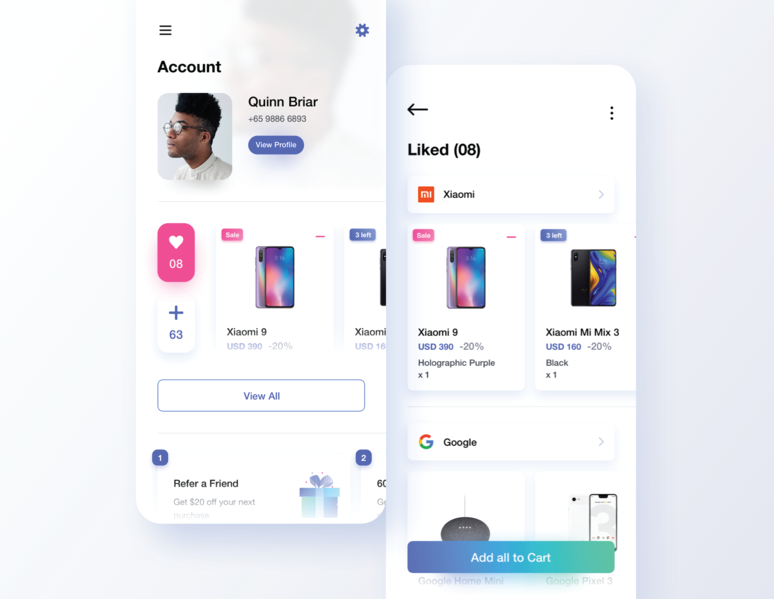 Account
Quinn Briar
+65 9886 6893
View Profile
08
63
Sale
3 left
Xiaomi 9
USD 390 -20%
Xiaomi
USD 16
View All
1
Refer a Friend
Get $20 off your next
purchase
2
60
Ge
Liked (08)
Xiaomi
Sale
Xiaomi 9
USD 390 -20%
Holographic Purple
x 1
3 left
Xiaomi Mi Mix 3
USD 160 -20%
Black
x 1
Google
Add all to Cart
Google Home Mini
Google Pixel 3